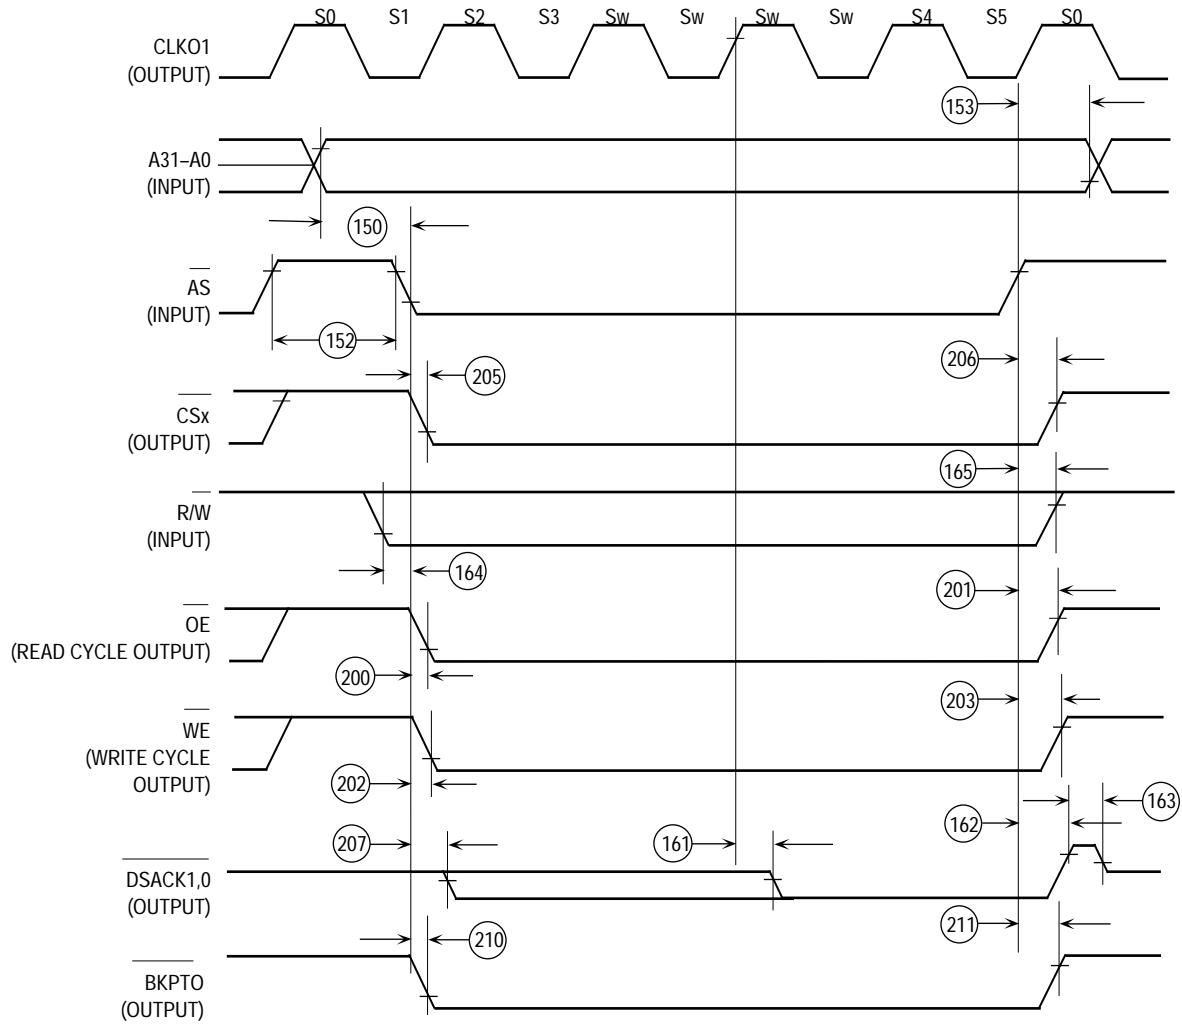 S0 S1 S2 S3 Sw Sw Sw Sw S4 S5 S0
CLKO1
(OUTPUT)
153
A31–A0
(INPUT)
150
AS
(INPUT)
152
205
206
CSx
(OUTPUT)
165
R/W
(INPUT)
164
201
OE
(READ CYCLE OUTPUT)
200
203
WE
(WRITE CYCLE
OUTPUT)
202
163
162
207
161
DSACK1,0
(OUTPUT)
211
210
BKPTO
(OUTPUT)